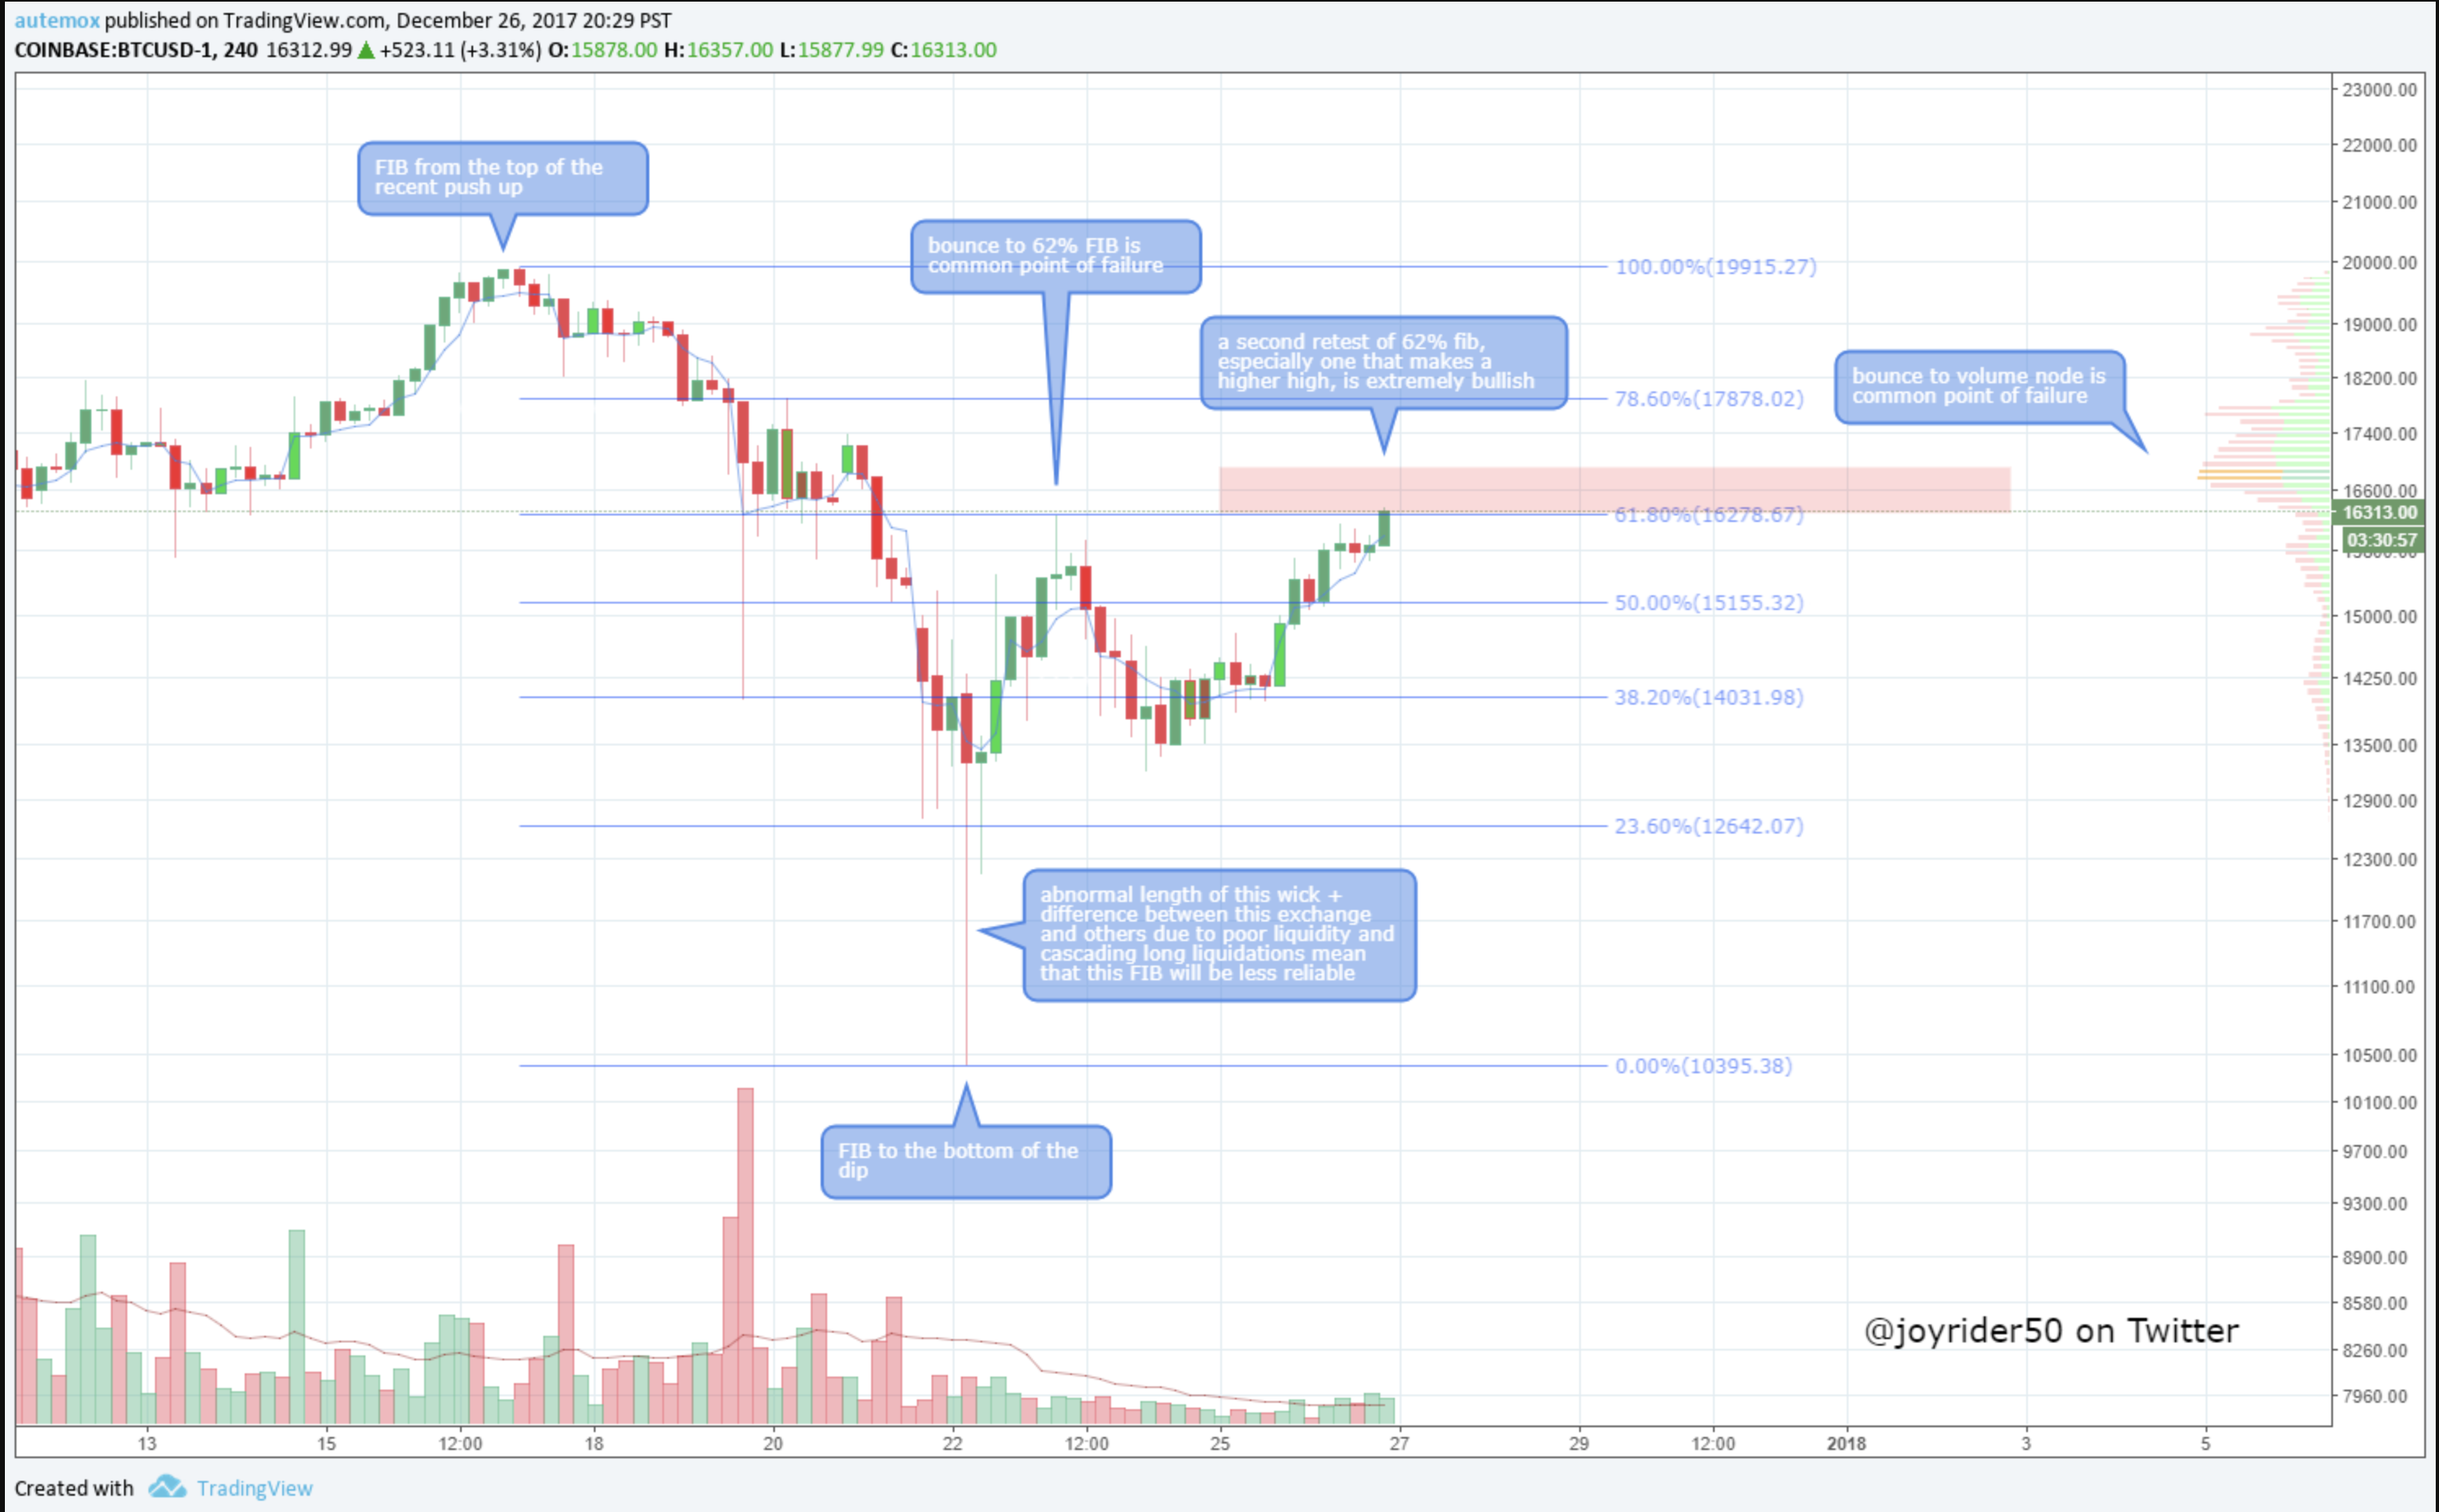 autemox published on TradingView.com, December 26, 2017 20:29 PST
COINBASE:BTCUSD-1, 240 16312.99 ▲ +523.11 (+3.31%) O:15878.00 H:16357.00 L:15877.99 C:16313.00
23000.00
22000.00
FIB from the top of the
recent push up
21000.00
bounce to 62% FIB is
common point of failure
20000.00
100.00%(19915.27)
19000.00
a second retest of 62% fib,
especially one that makes a
higher high, is extremely bullish
bounce to volume node is
common point of failure
18200.00
78.60%(17878.02)
17400.00
16600.00
61.80%(16278.67)
16313.00
03:30:57
50.00%(15155.32)
15000.00
14250.00
38.20%(14031.98)
13500.00
12900.00
23.60%(12642.07)
12300.00
abnormal length of this wick +
difference between this exchange
and others due to poor liquidity and
cascading long liquidations mean
that this FIB will be less reliable
11700.00
11100.00
10500.00
0.00%(10395.38)
10100.00
FIB to the bottom of the
dip
9700.00
9300.00
8900.00
8580.00
@joyrider50 on Twitter
8260.00
7960.00
13 15 12:00 18 20 22 12:00 25 27 29 12:00 2018 3 5
Created with TradingView